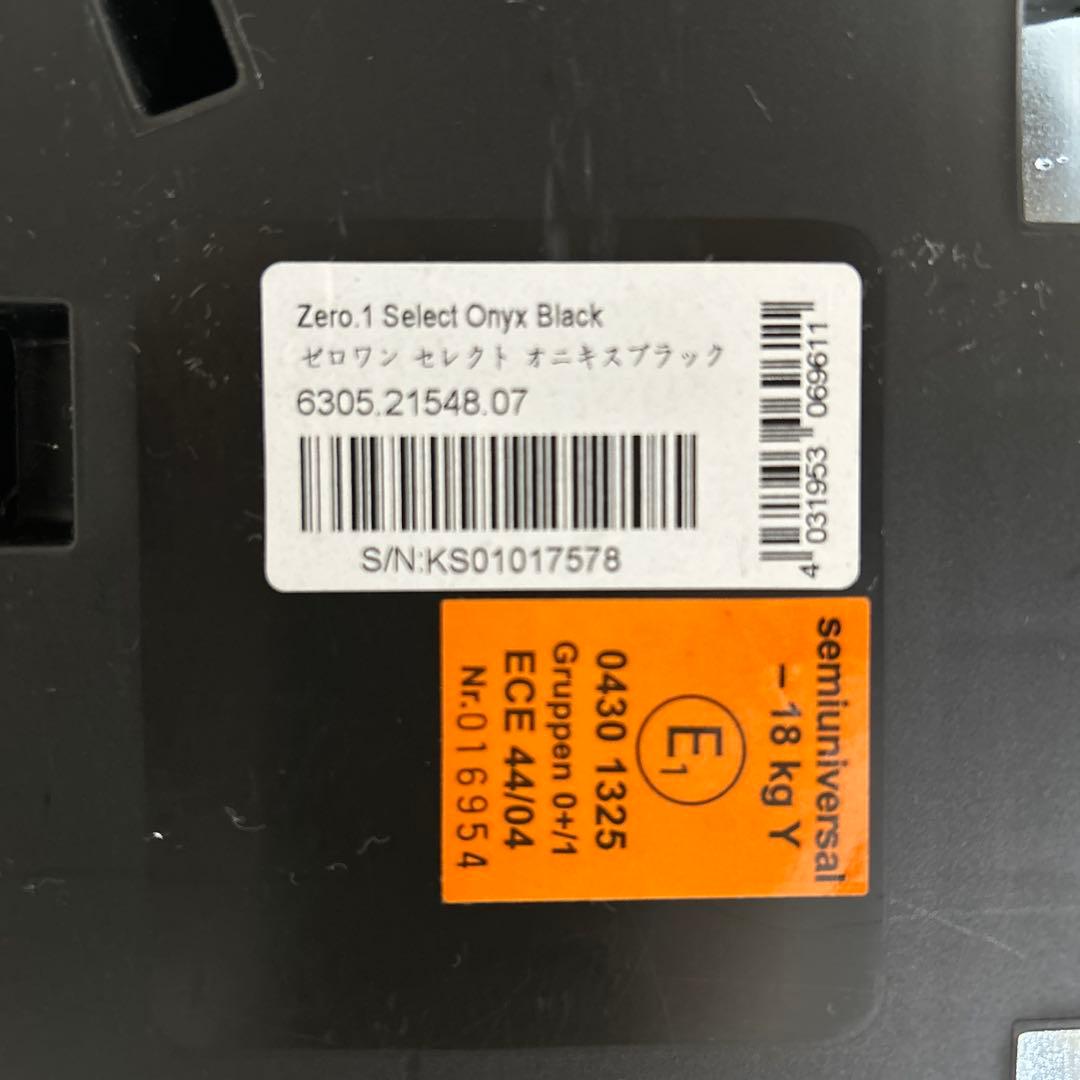 Zero.1 Select Onyx Black
ゼロワン セレクト オニキスブラック
6305.21548.07
S/N:KS01017578
4 031953 069611
semiuniversal
– 18 kg Y
E1
0430 1325
Gruppen 0+/1
ECE 44/04
Nr.016954